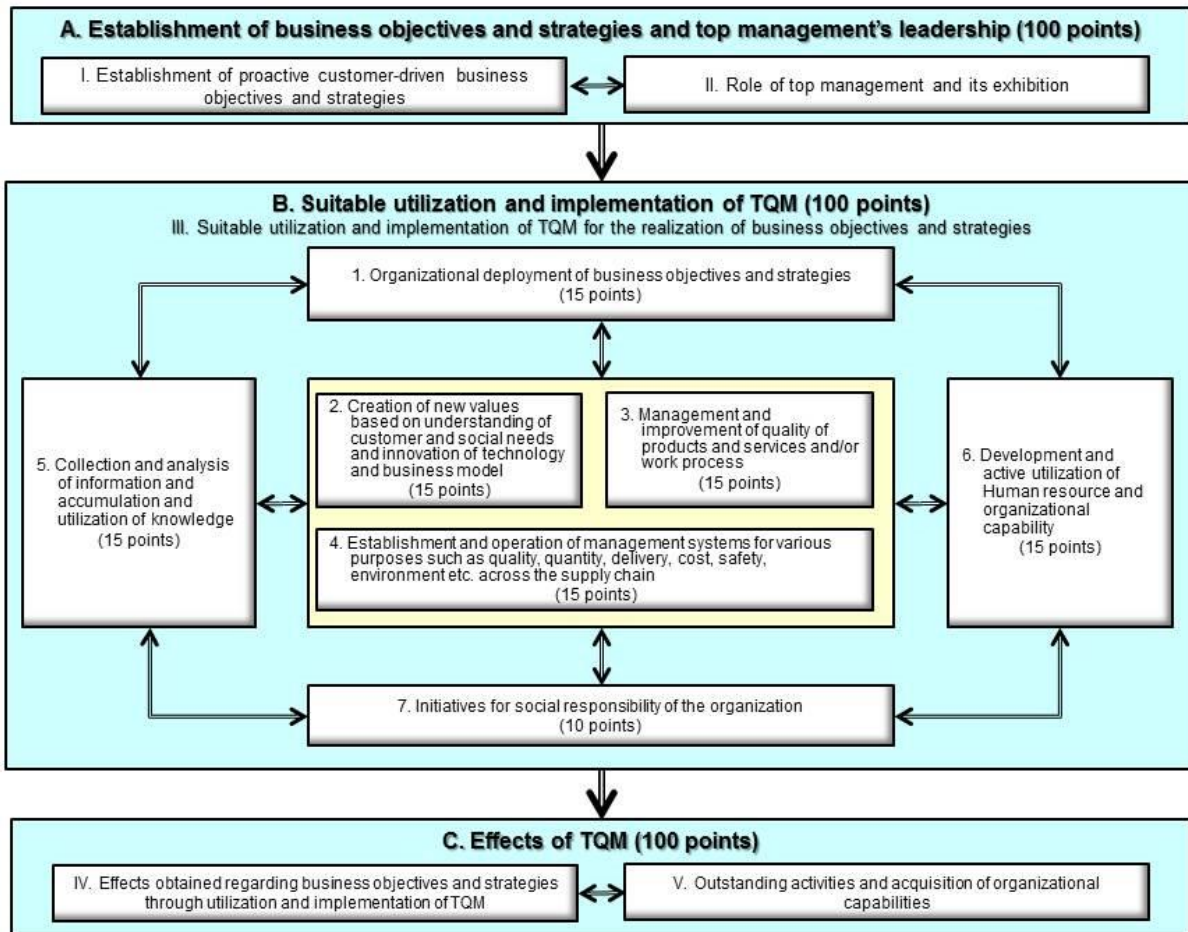 A. Establishment of business objectives and strategies and top management's leadership (100 points)
I. Establishment of proactive customer-driven business
objectives and strategies
II. Role of top management and its exhibition
B. Suitable utilization and implementation of TQM (100 points)
III. Suitable utilization and implementation of TQM for the realization of business objectives and strategies
1. Organizational deployment of business objectives and strategies
(15 points)
2. Creation of new values
based on understanding of
customer and social needs
and innovation of technology
and business model
(15 points)
3. Management and
improvement of quality of
products and services and/or
work process
(15 points)
5. Collection and analysis
of information and
accumulation and
utilization of knowledge
(15 points)
6. Development and
active utilization of
Human resource and
organizational
capability
(15 points)
4. Establishment and operation of management systems for various
purposes such as quality, quantity, delivery, cost, safety,
environment etc. across the supply chain
(15 points)
7. Initiatives for social responsibility of the organization
(10 points)
C. Effects of TQM (100 points)
IV. Effects obtained regarding business objectives and strategies
through utilization and implementation of TQM
V. Outstanding activities and acquisition of organizational
capabilities